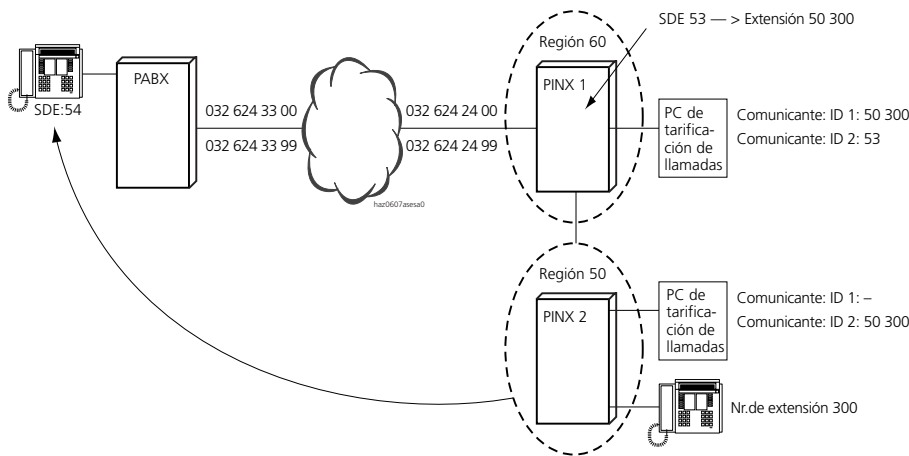 SDE 53 — > Extensión 50 300
Región 60
PABX
PINX 1
SDE:54
032 624 33 00
032 624 24 00
032 624 33 99
032 624 24 99
PC de
tarifica-
ción de
llamadas
Comunicante: ID 1: 50 300
Comunicante: ID 2: 53
haz0607asesa0
Región 50
PINX 2
PC de
tarifica-
ción de
llamadas
Comunicante: ID 1: –
Comunicante: ID 2: 50 300
Nr.de extensión 300